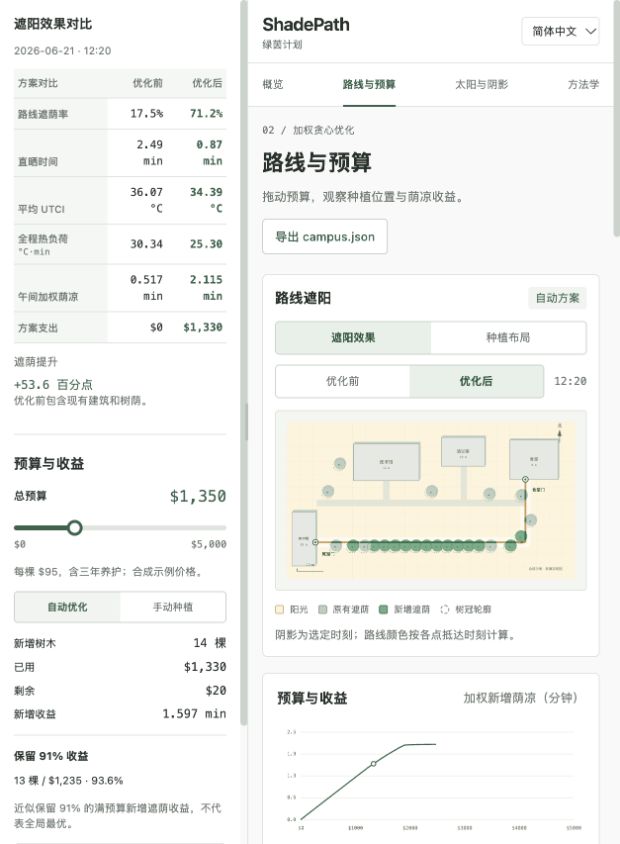 遮阳效果对比
2026-06-21 · 12:20
方案对比 优化前 优化后
路线遮荫率 17.5% 71.2%
直晒时间 2.49 min 0.87 min
平均 UTCI 36.07 °C 34.39 °C
全程热负荷 °C·min 30.34 25.30
午间加权荫凉 0.517 min 2.115 min
方案支出 $0 $1,330
遮荫提升
+53.6 百分点
优化前包含现有建筑和树荫。
预算与收益
总预算 $1,350
$0 $5,000
每棵 $95，含三年养护；合成示例价格。
自动优化 手动种植
新增树木 14 棵
已用 $1,330
剩余 $20
新增收益 1.597 min
保留 91% 收益
13 棵 / $1,235 · 93.6%
近似保留 91% 的满预算新增遮荫收益，不代
表全局最优。
ShadePath
绿茵计划
简体中文
概览 路线与预算 太阳与阴影 方法学
02 / 加权贪心优化
路线与预算
拖动预算，观察种植位置与荫凉收益。
导出 campus.json
路线遮阳 自动方案
遮阳效果 种植布局
优化前 优化后 12:20
阳光 原有遮荫 新增遮荫 树冠轮廓
阴影为选定时刻；路线颜色按各点抵达时刻计算。
预算与收益 加权新增荫凉（分钟）
2.5
1.0
0.5
0.0
$0 $1000 $2000 $3000 $4000 $5000